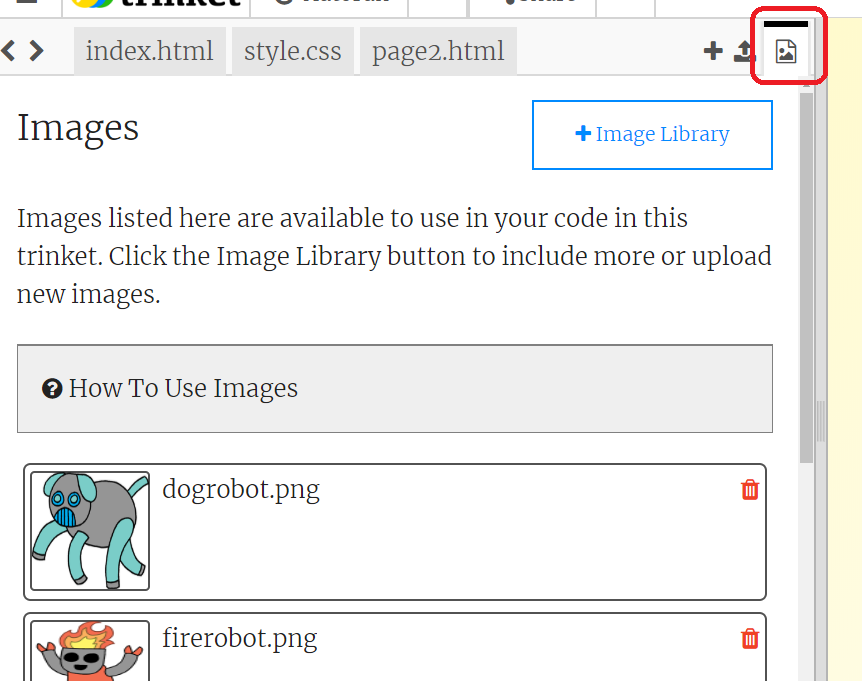 trinket
index.html style.css page2.html
Images
Image Library
Images listed here are available to use in your code in this
trinket. Click the Image Library button to include more or upload
new images.
How To Use Images
dogrobot.png
firerobot.png